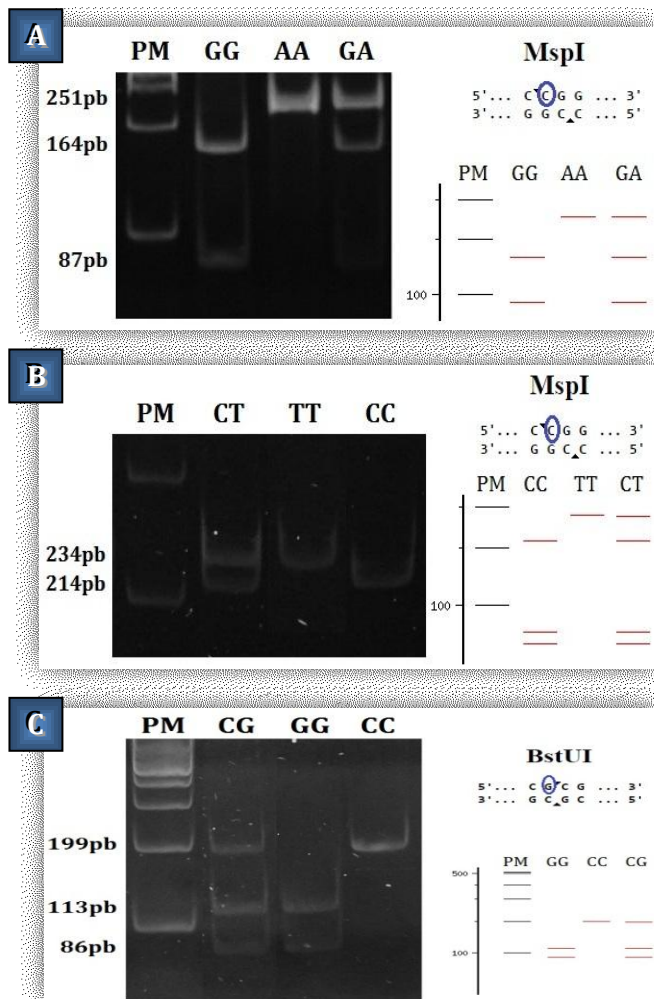 A
PM GG AA GA
251pb
164pb
87pb
MspI
5'... C C G G ... 3'
3'... G G C C ... 5'
PM GG AA GA
100
B
PM CT TT CC
234pb
214pb
MspI
5'... C C G G ... 3'
3'... G G C C ... 5'
PM CC TT CT
100
C
PM CG GG CC
199pb
113pb
86pb
BstUI
5'... C G C G ... 3'
3'... G C G C ... 5'
PM GG CC CG
500
100